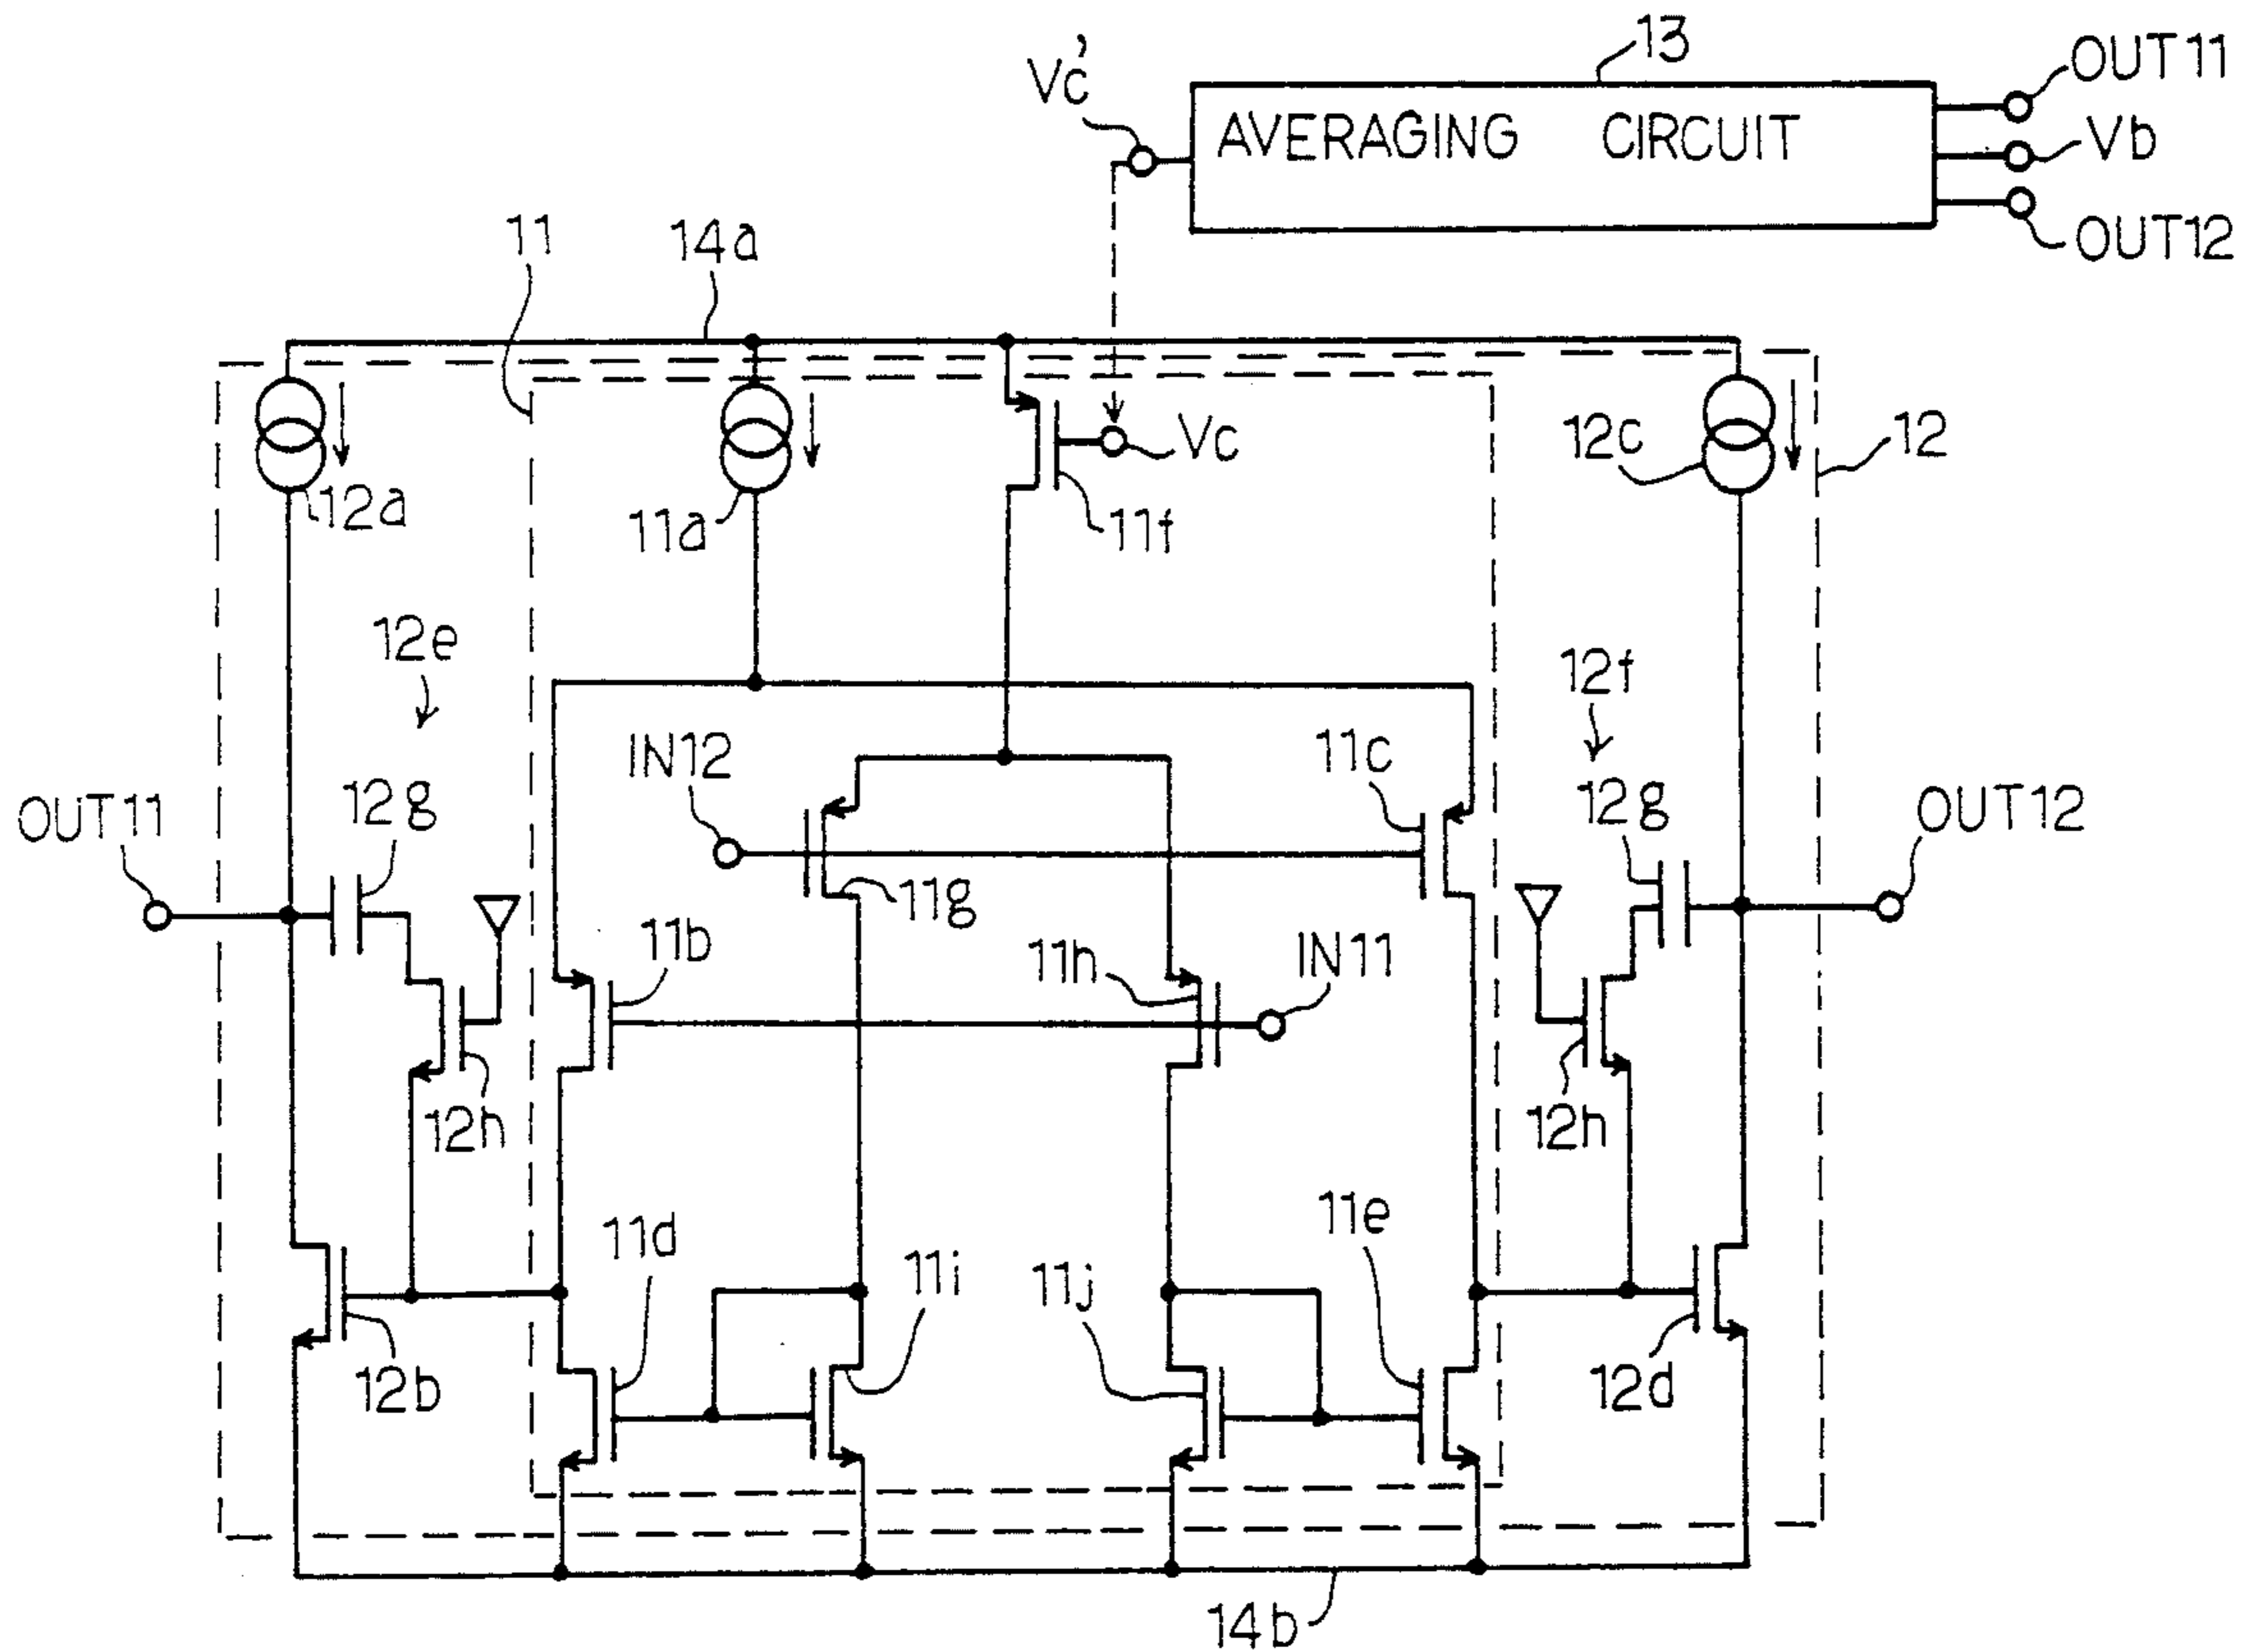 13
OUT11
Vc'
AVERAGING CIRCUIT
Vb
OUT12
11
14a
Vc
12c
12
12a
11a
11f
12e
12f
IN12
11c
12g
12g
OUT11
OUT12
11g
11b
11h
IN11
12h
12h
11d
11i
11j
11e
12b
12d
14b